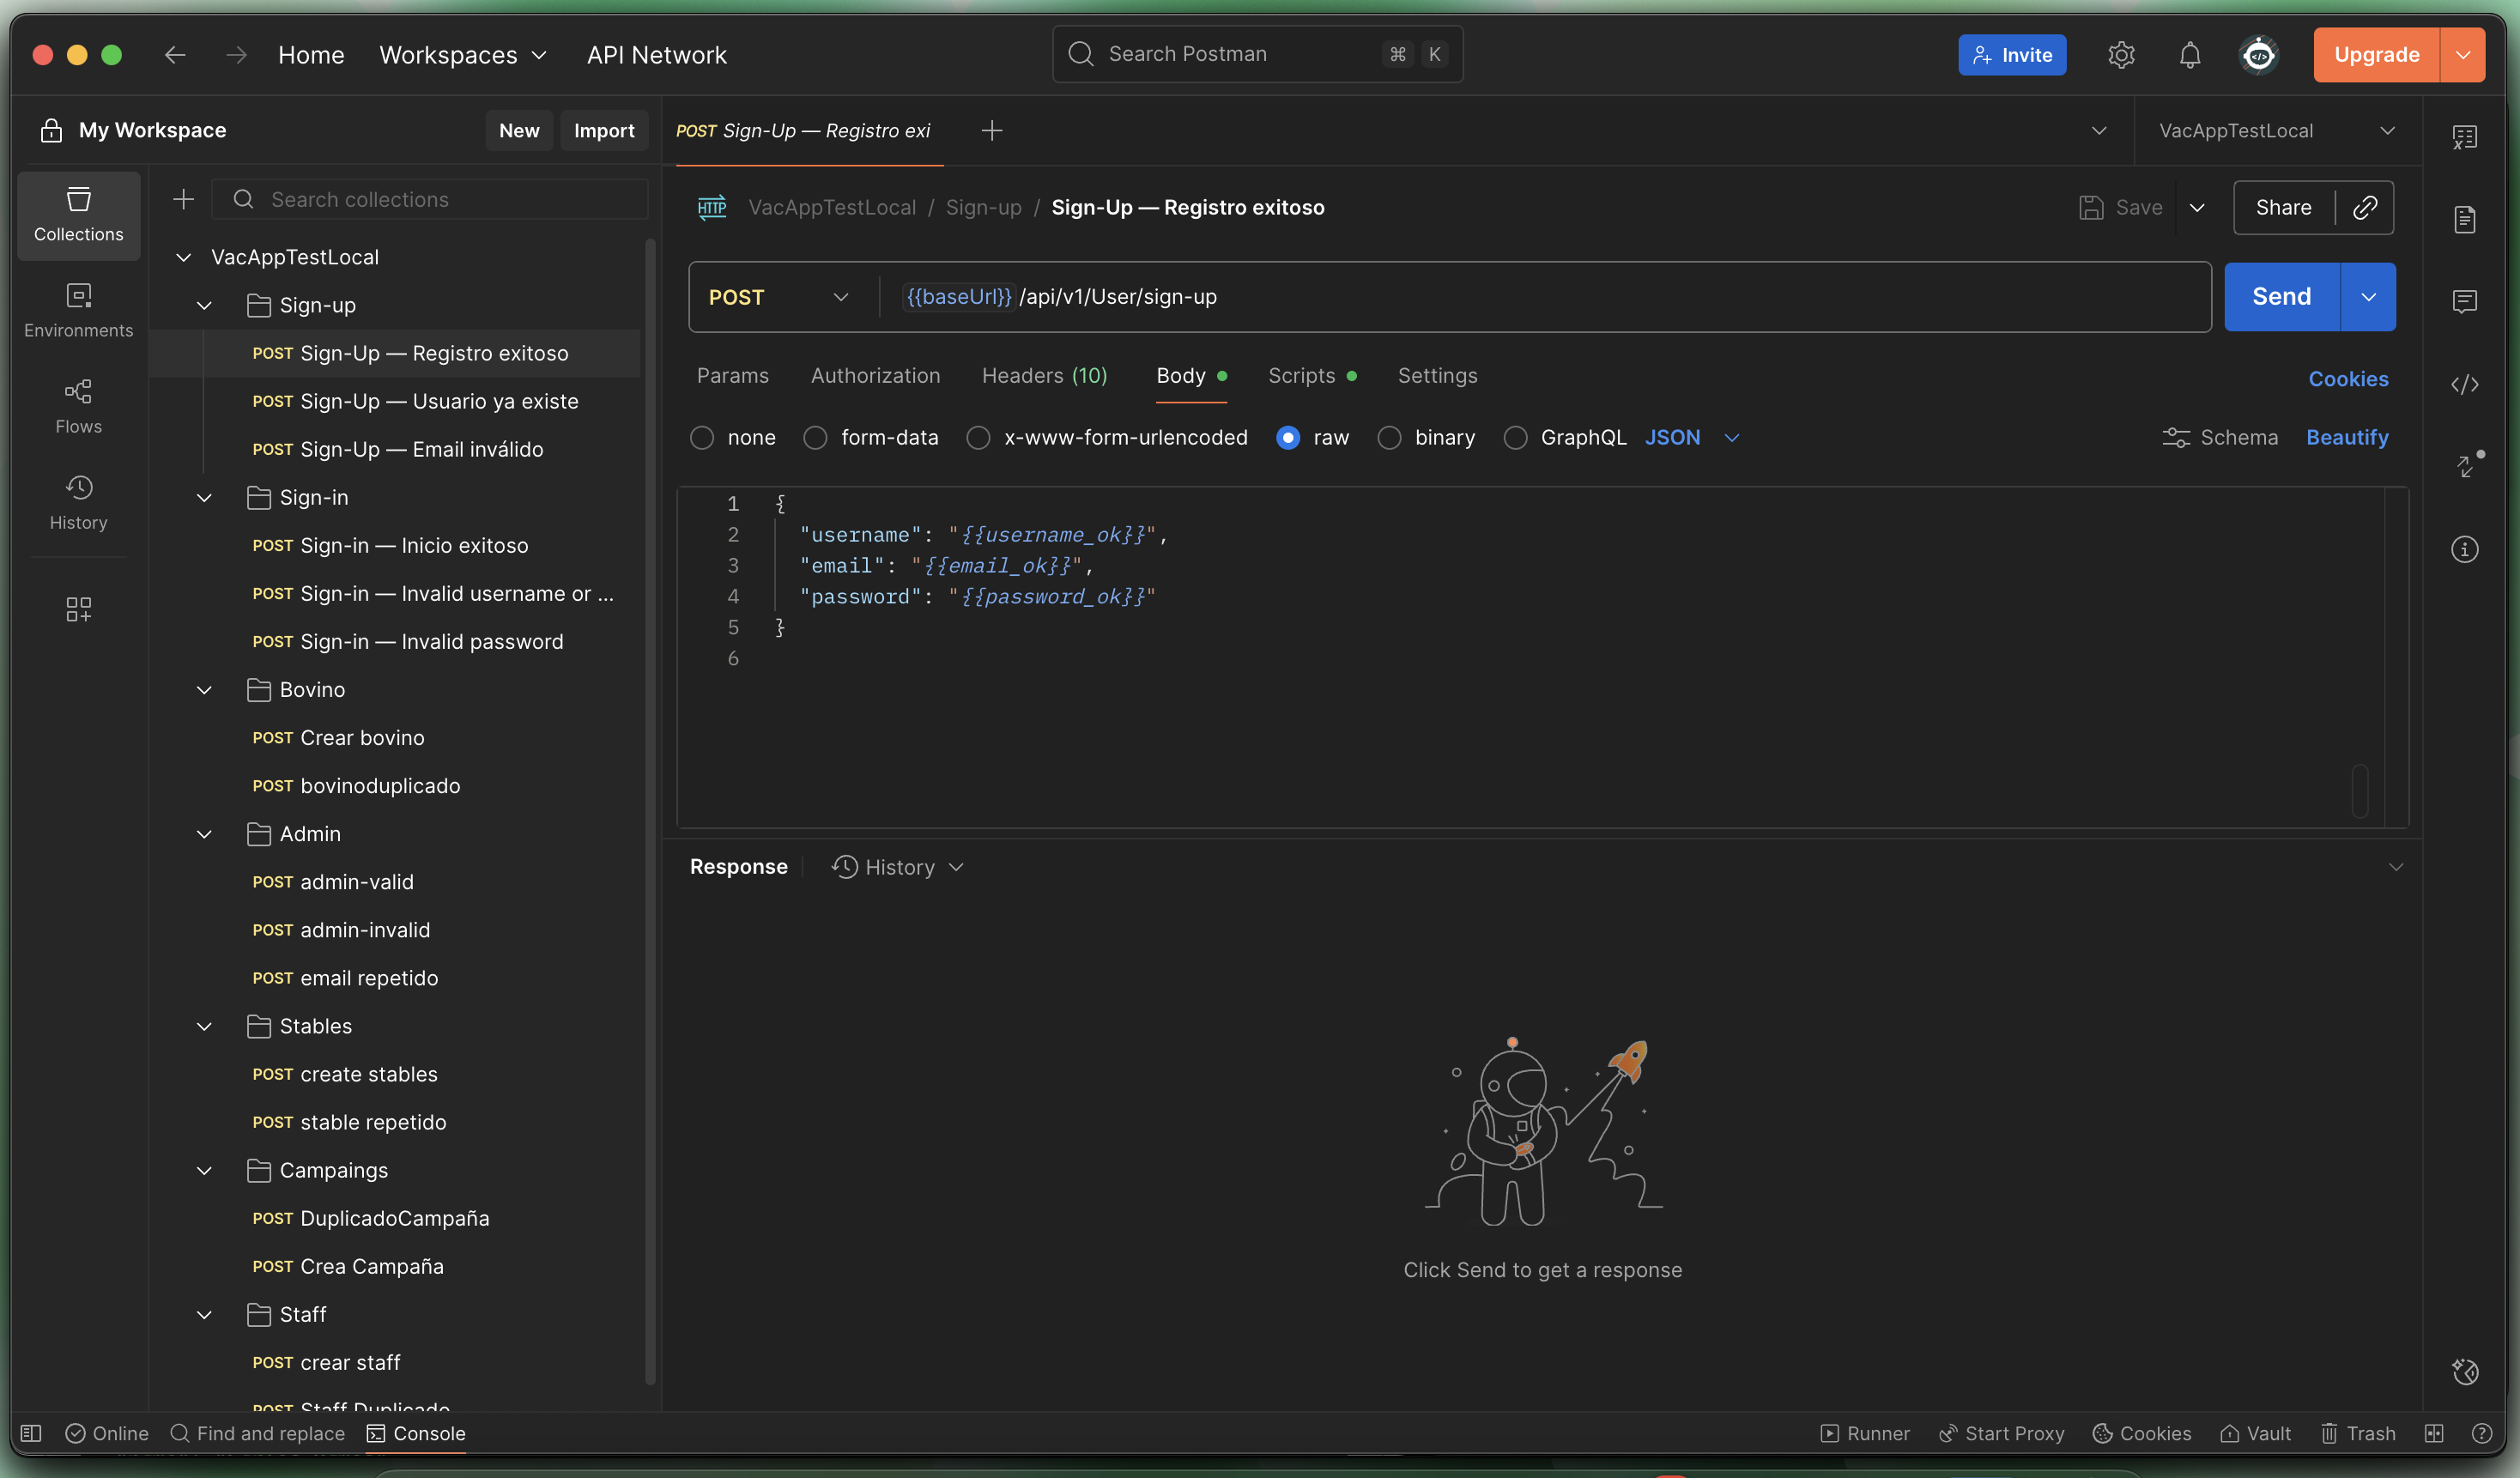 Home
Workspaces
API Network
Search Postman
⌘ K
Invite
Upgrade
My Workspace
New
Import
POST Sign-Up — Registro exi
VacAppTestLocal
Collections
Environments
Flows
History
Search collections
VacAppTestLocal
Sign-up
POST Sign-Up — Registro exitoso
POST Sign-Up — Usuario ya existe
POST Sign-Up — Email inválido
Sign-in
POST Sign-in — Inicio exitoso
POST Sign-in — Invalid username or ...
POST Sign-in — Invalid password
Bovino
POST Crear bovino
POST bovinoduplicado
Admin
POST admin-valid
POST admin-invalid
POST email repetido
Stables
POST create stables
POST stable repetido
Campaings
POST DuplicadoCampaña
POST Crea Campaña
Staff
POST crear staff
POST Staff Duplicado
HTTP VacAppTestLocal / Sign-up / Sign-Up — Registro exitoso
Save
Share
POST
{{baseUrl}} /api/v1/User/sign-up
Send
Params
Authorization
Headers (10)
Body
Scripts
Settings
Cookies
none
form-data
x-www-form-urlencoded
raw
binary
GraphQL
JSON
Schema
Beautify
1 {
2 "username": "{{username_ok}}",
3 "email": "{{email_ok}}",
4 "password": "{{password_ok}}"
5 }
6
Response
History
Click Send to get a response
Online
Find and replace
Console
Runner
Start Proxy
Cookies
Vault
Trash